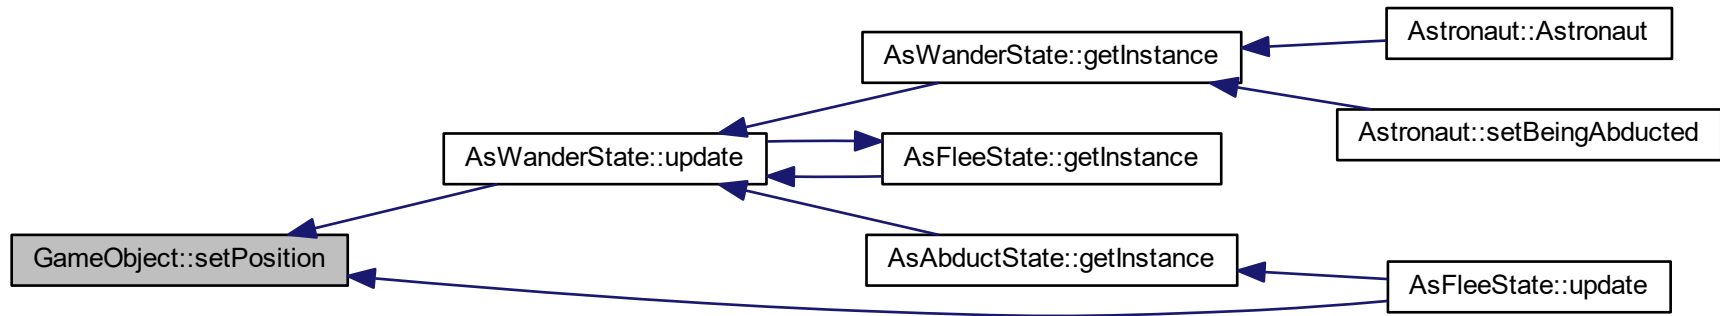 Astronaut::Astronaut
AsWanderState::getInstance
Astronaut::setBeingAbducted
AsWanderState::update
AsFleeState::getInstance
GameObject::setPosition
AsAbductState::getInstance
AsFleeState::update